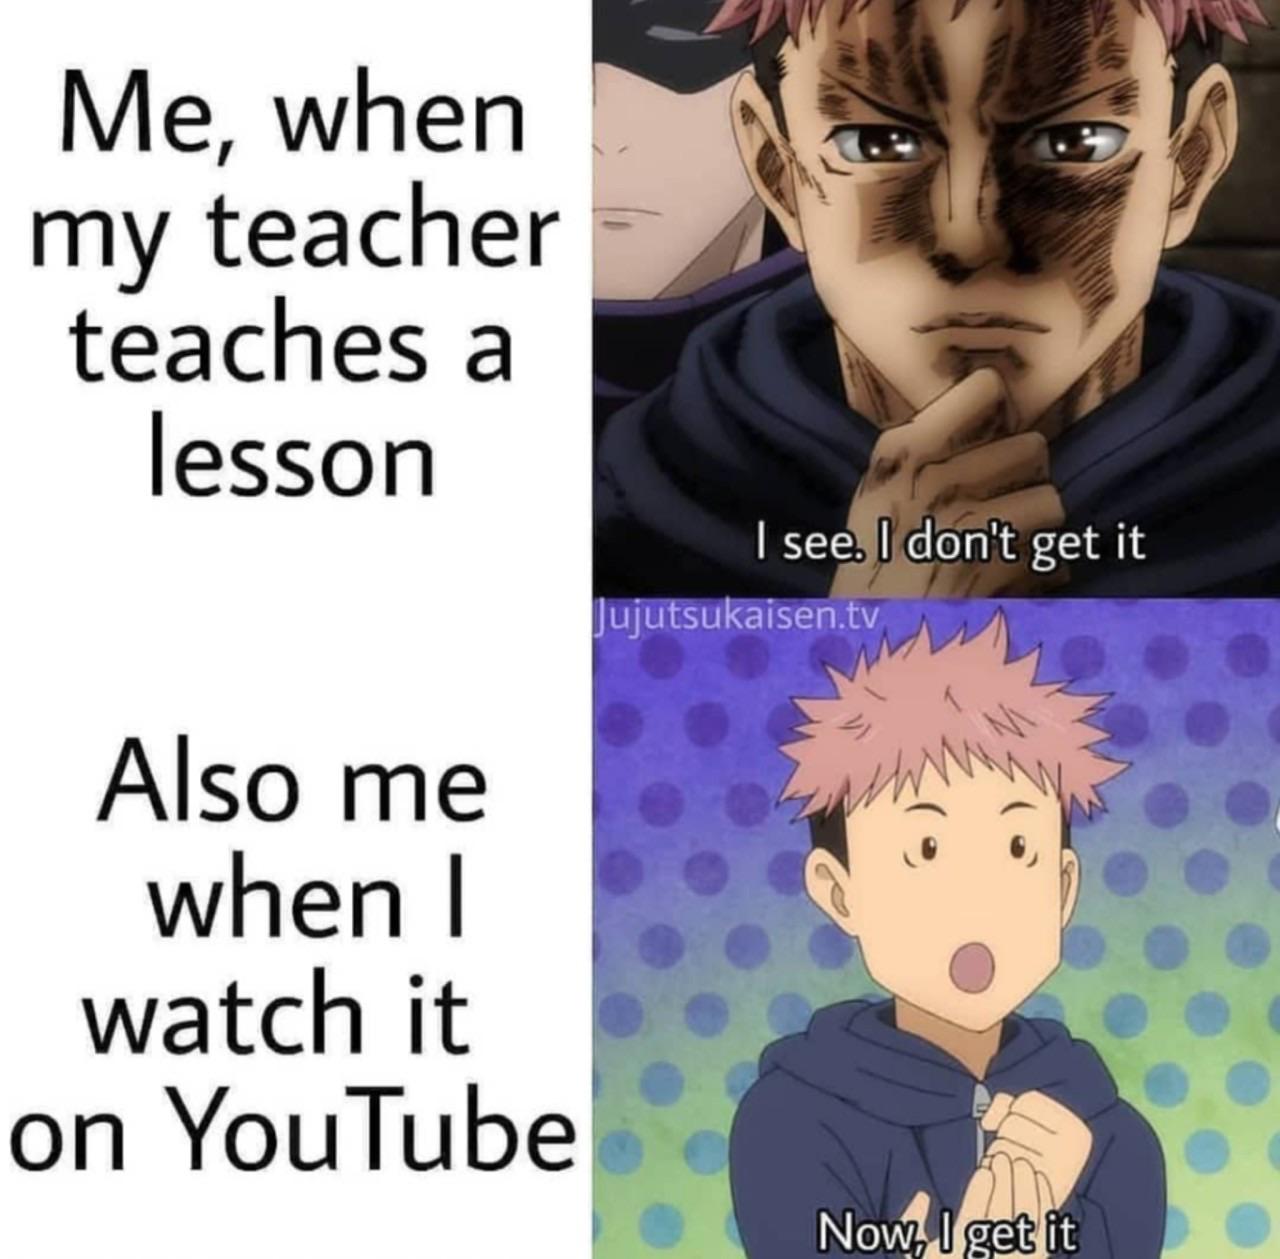 Me, when
my teacher
teaches a
lesson
I see. I don't get it
Jujutsukaisen.tv
Also me
when I
watch it
on YouTube
Now, I get it